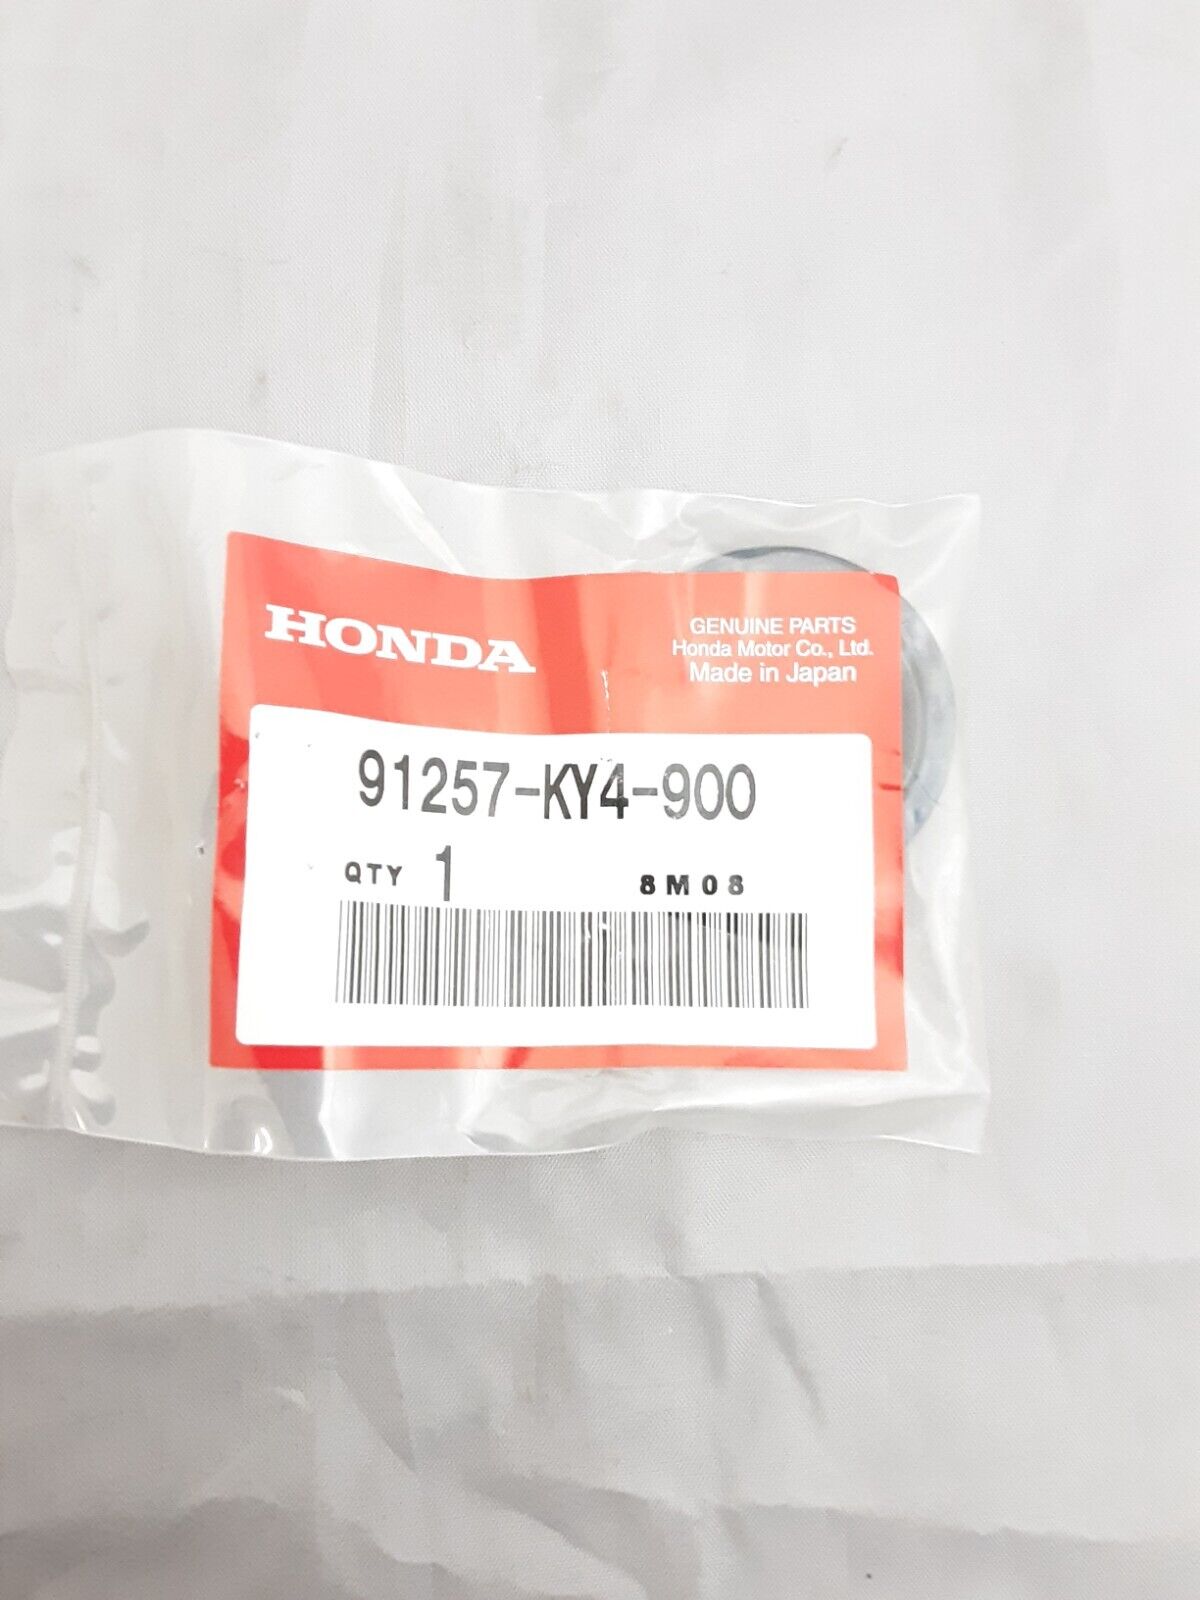 HONDA
GENUINE PARTS
Honda Motor Co., Ltd.
Made in Japan
91257-KY4-900
QTY 1 8M08